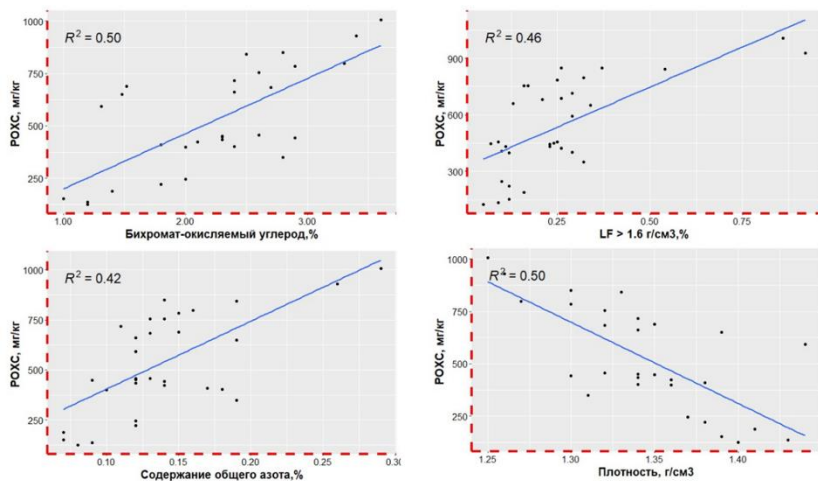 R² = 0.50
1000
750
500
250
РОХС, мг/кг
1.00
2.00
3.00
Бихромат-окисляемый углерод,%
R² = 0.46
900
600
300
РОХС, мг/кг
0.25
0.50
0.75
LF > 1.6 г/см3,%
R² = 0.42
1000
750
500
250
РОХС, мг/кг
0.10
0.15
0.20
0.25
0.30
Содержание общего азота,%
R² = 0.50
1000
750
500
250
РОХС, мг/кг
1.25
1.30
1.35
1.40
Плотность, г/см3